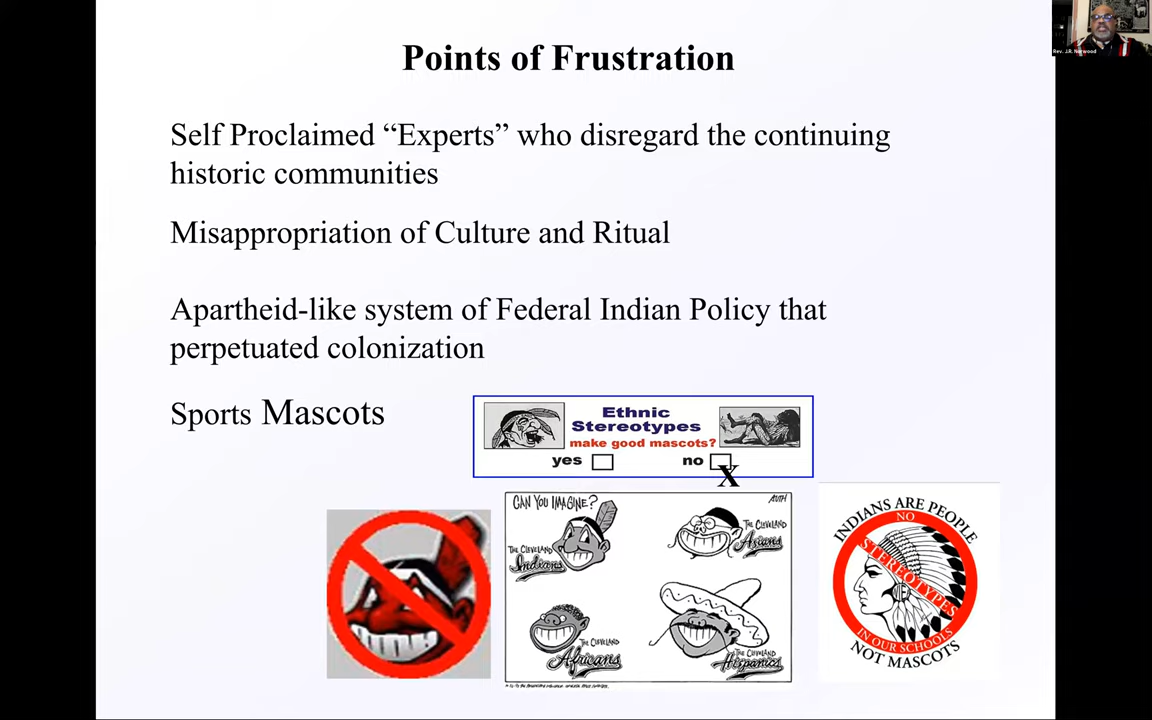 Points of Frustration
Rev. J.R. Norwood
Self Proclaimed “Experts” who disregard the continuing
historic communities
Misappropriation of Culture and Ritual
Apartheid-like system of Federal Indian Policy that
perpetuated colonization
Sports Mascots
Ethnic
Stereotypes
make good mascots?
yes
no
X
CAN YOU IMAGINE?
AUTH
THE CLEVELAND
Indians
THE CLEVELAND
Asians
THE CLEVELAND
Africans
THE CLEVELAND
Hispanics
INDIANS ARE PEOPLE
NO
STEREOTYPES
IN OUR SCHOOLS
NOT MASCOTS